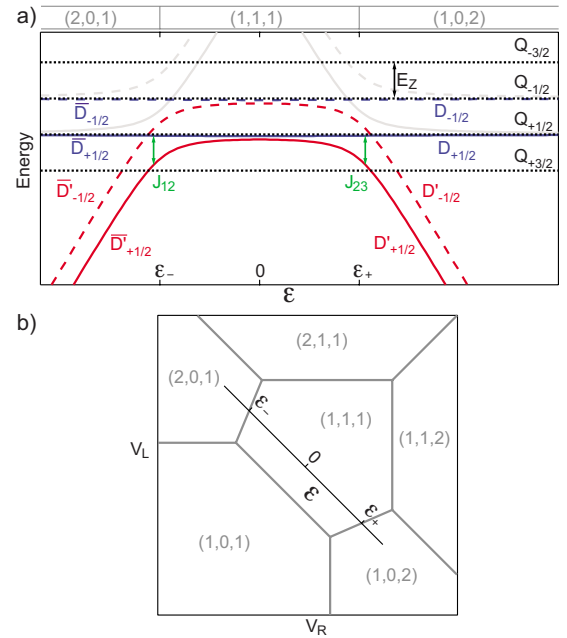 (2,0,1) (1,1,1) (1,0,2)
a)
Q-3/2
EZ
Q-1/2
D̅-1/2 D-1/2
Q+1/2
D̅+1/2 D+1/2
Q+3/2
Energy
J12 J23
D̅'-1/2 D'-1/2
D̅'+1/2 D'+1/2
ε- 0 ε+
ε
b)
(2,1,1)
(2,0,1)
ε-
(1,1,1)
(1,1,2)
VL
0
ε
ε+
(1,0,1)
(1,0,2)
VR